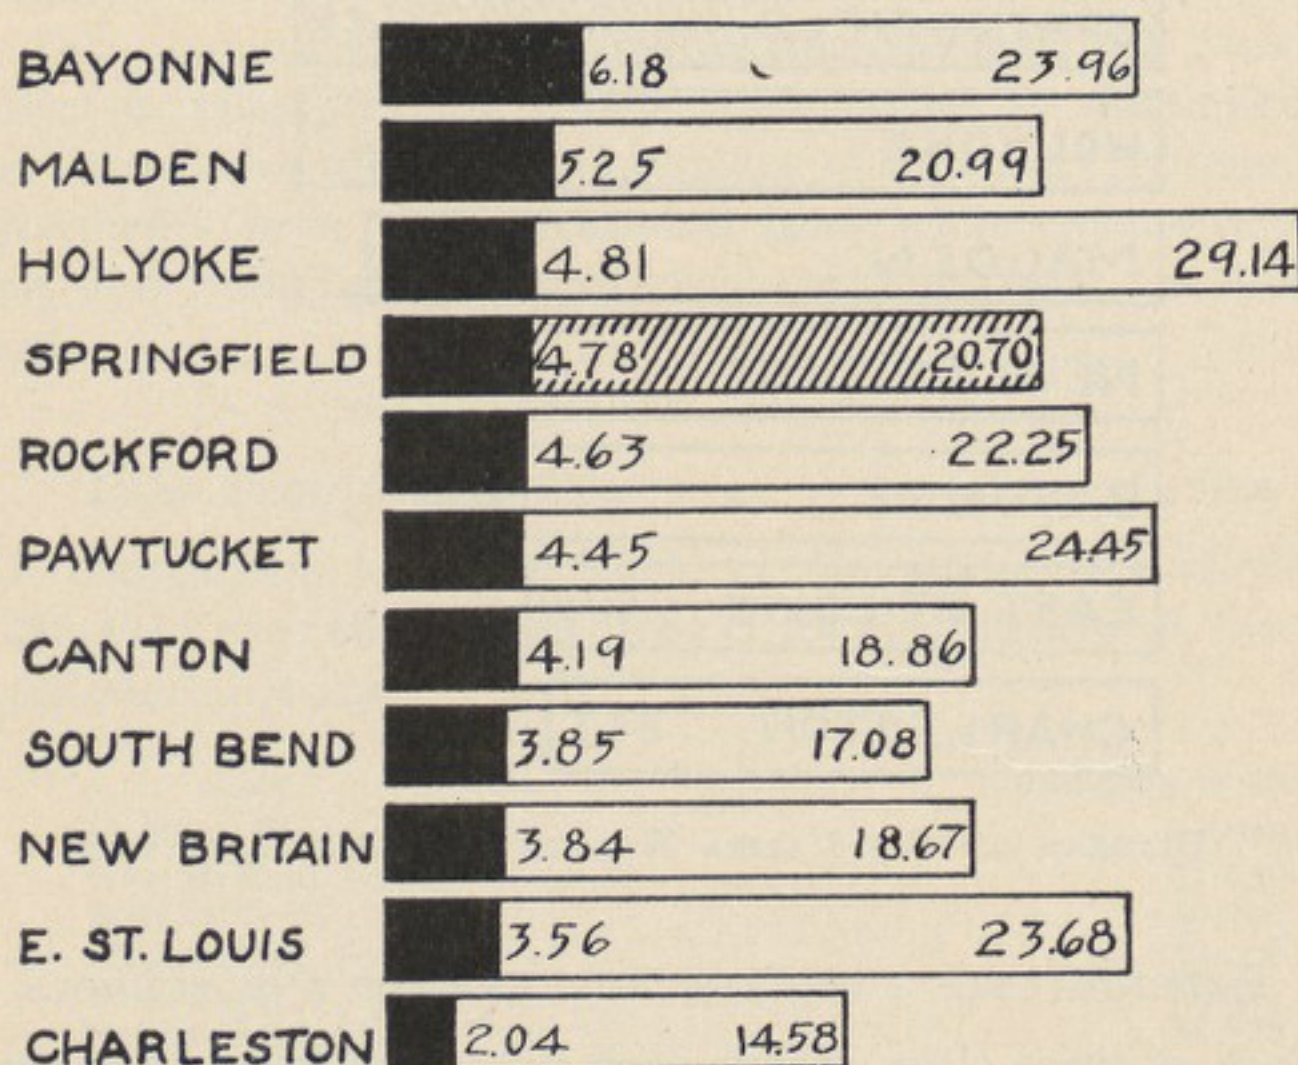 BAYONNE 6.18 23.96
MALDEN 5.25 20.99
HOLYOKE 4.81 29.14
SPRINGFIELD 4.78 20.70
ROCKFORD 4.63 22.25
PAWTUCKET 4.45 24.45
CANTON 4.19 18.86
SOUTH BEND 3.85 17.08
NEW BRITAIN 3.84 18.67
E. ST. LOUIS 3.56 23.68
CHARLESTON 2.04 14.58